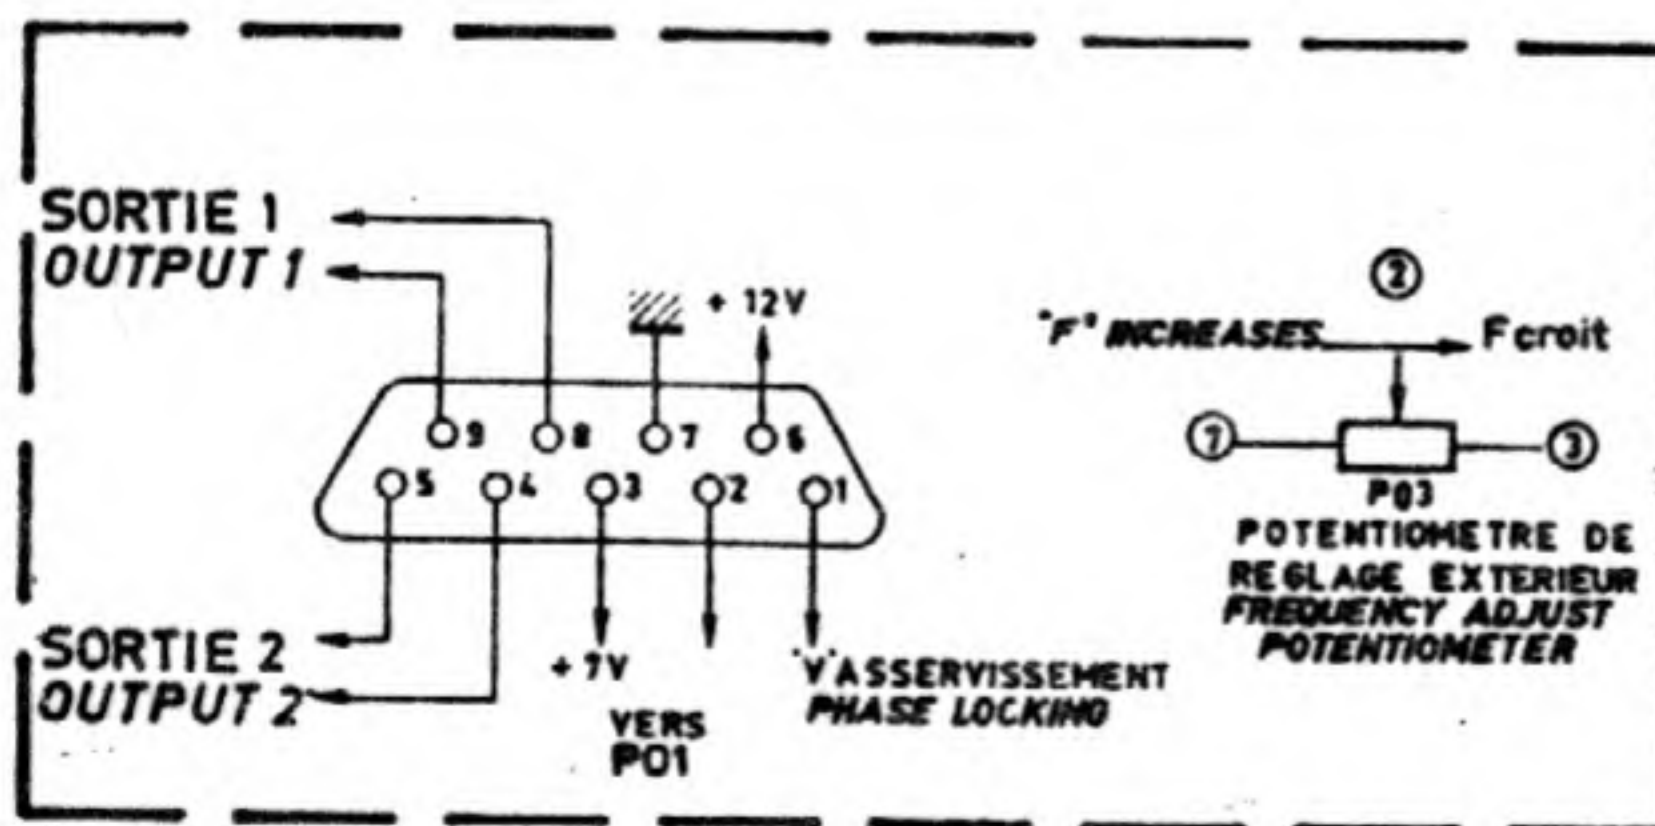 SORTIE 1
OUTPUT 1
+ 12V
9 8 7 6
5 4 3 2 1
SORTIE 2
OUTPUT 2
+ 7V
VERS
P01
"V" ASSERVISSEMENT
PHASE LOCKING
2
"F" INCREASES
F croit
7
3
P03
POTENTIOMETRE DE
REGLAGE EXTERIEUR
FREQUENCY ADJUST
POTENTIOMETER